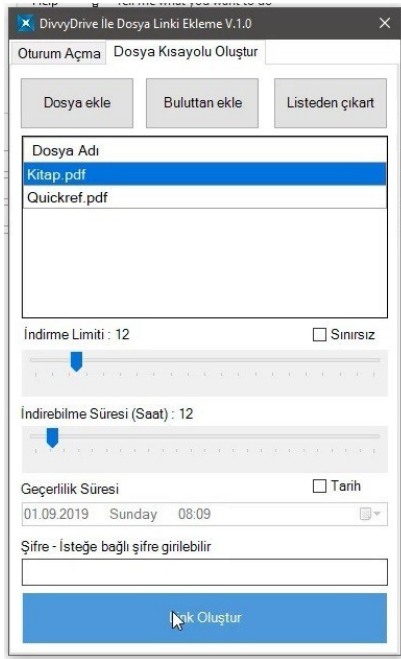 DivvyDrive İle Dosya Linki Ekleme V.1.0
Oturum Açma Dosya Kısayolu Oluştur
Dosya ekle Buluttan ekle Listeden çıkart
Dosya Adı
Kitap.pdf
Quickref.pdf
İndirme Limiti : 12 Sınırsız
İndirebilme Süresi (Saat) : 12
Geçerlilik Süresi Tarih
01.09.2019 Sunday 08:09
Şifre - İsteğe bağlı şifre girilebilir
Link Oluştur